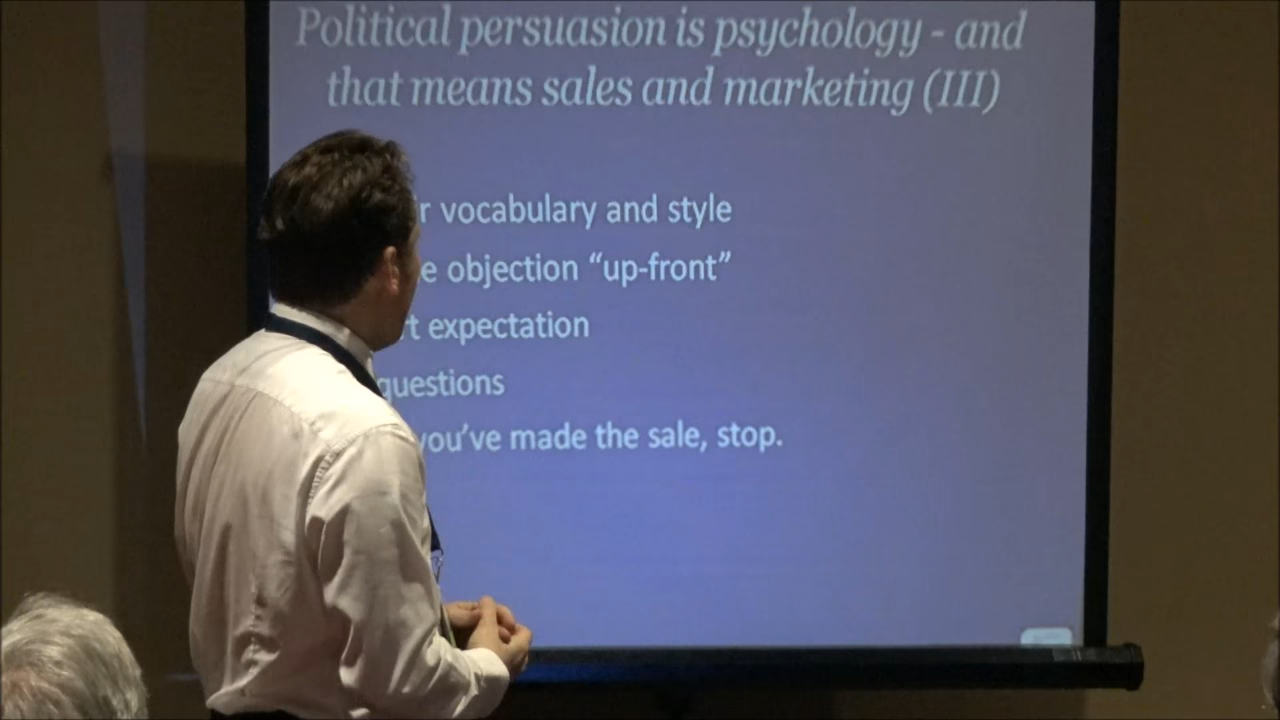 Political persuasion is psychology - and
that means sales and marketing (III)
vocabulary and style
objection “up-front”
expectation
questions
you’ve made the sale, stop.